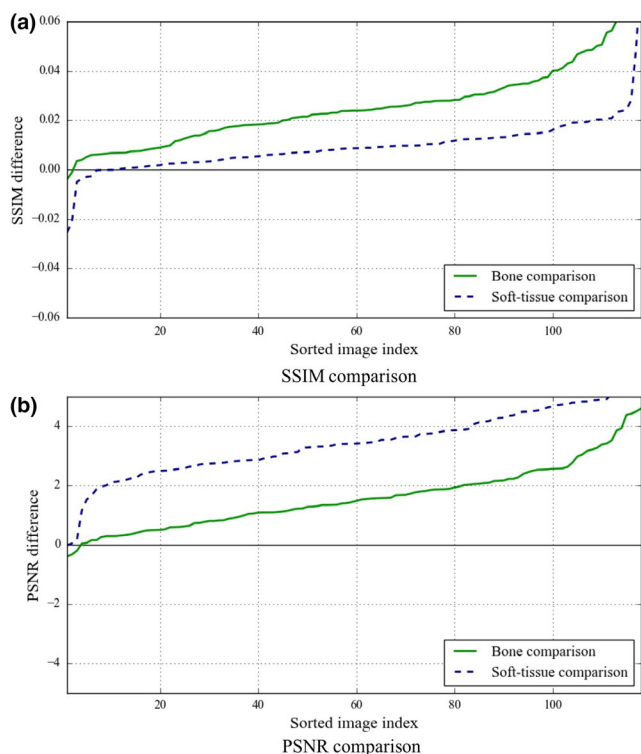 (a)
0.06
0.04
0.02
0.00
−0.02
−0.04
−0.06
SSIM difference
Bone comparison
Soft-tissue comparison
20 40 60 80 100
Sorted image index
SSIM comparison
(b)
4
2
0
−2
−4
PSNR difference
Bone comparison
Soft-tissue comparison
20 40 60 80 100
Sorted image index
PSNR comparison